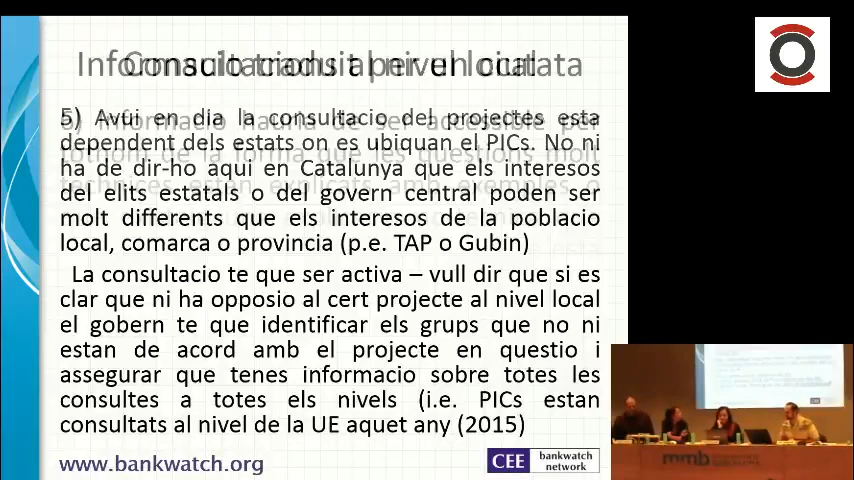 5) Avui en dia la consultacio del projectes esta
dependent dels estats on es ubiquan el PICs. No ni
ha de dir-ho aqui en Catalunya que els interesos
del elits estatals o del govern central poden ser
molt differents que els interesos de la poblacio
local, comarca o provincia (p.e. TAP o Gubin)
La consultacio te que ser activa – vull dir que si es
clar que ni ha opposio al cert projecte al nivel local
el gobern te que identificar els grups que no ni
estan de acord amb el projecte en questio i
assegurar que tenes informacio sobre totes les
consultes a totes els nivels (i.e. PICs estan
consultats al nivel de la UE aquet any (2015)
www.bankwatch.org
CEE bankwatch
network
mmb